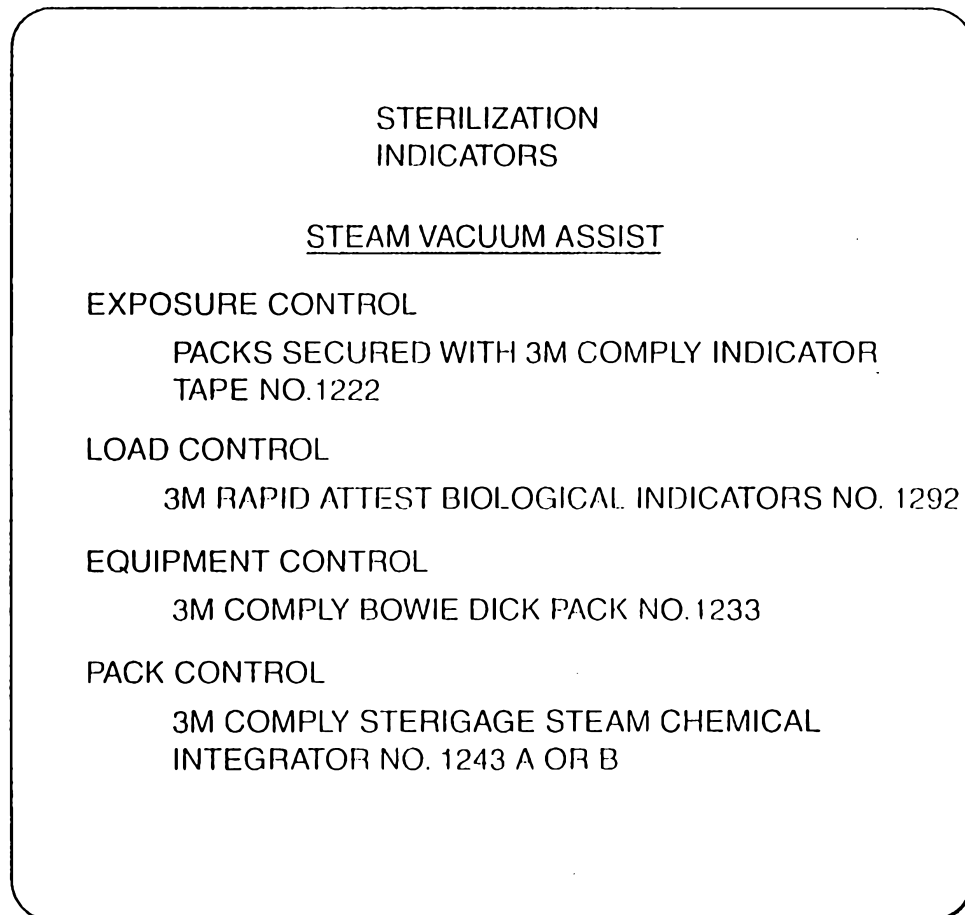 STERILIZATION
INDICATORS
STEAM VACUUM ASSIST
EXPOSURE CONTROL
PACKS SECURED WITH 3M COMPLY INDICATOR
TAPE NO.1222
LOAD CONTROL
3M RAPID ATTEST BIOLOGICAL INDICATORS NO. 1292
EQUIPMENT CONTROL
3M COMPLY BOWIE DICK PACK NO.1233
PACK CONTROL
3M COMPLY STERIGAGE STEAM CHEMICAL
INTEGRATOR NO. 1243 A OR B